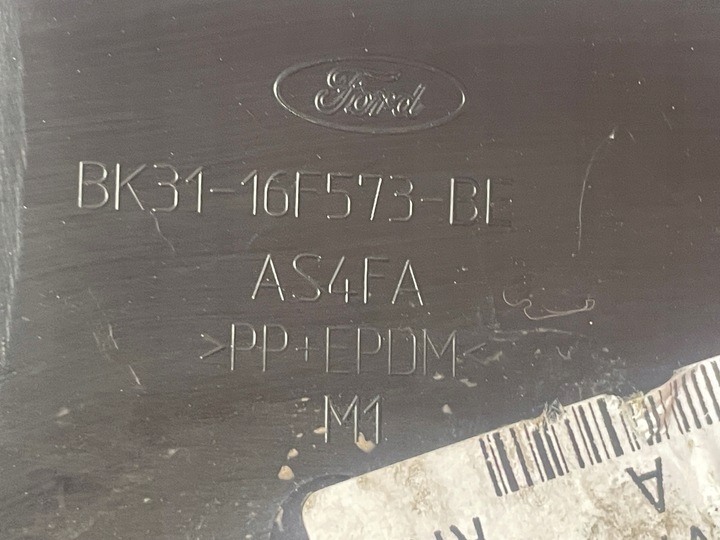 Ford
BK31-16F573-BE
AS4FA
>PP+EPDM<
M1
A